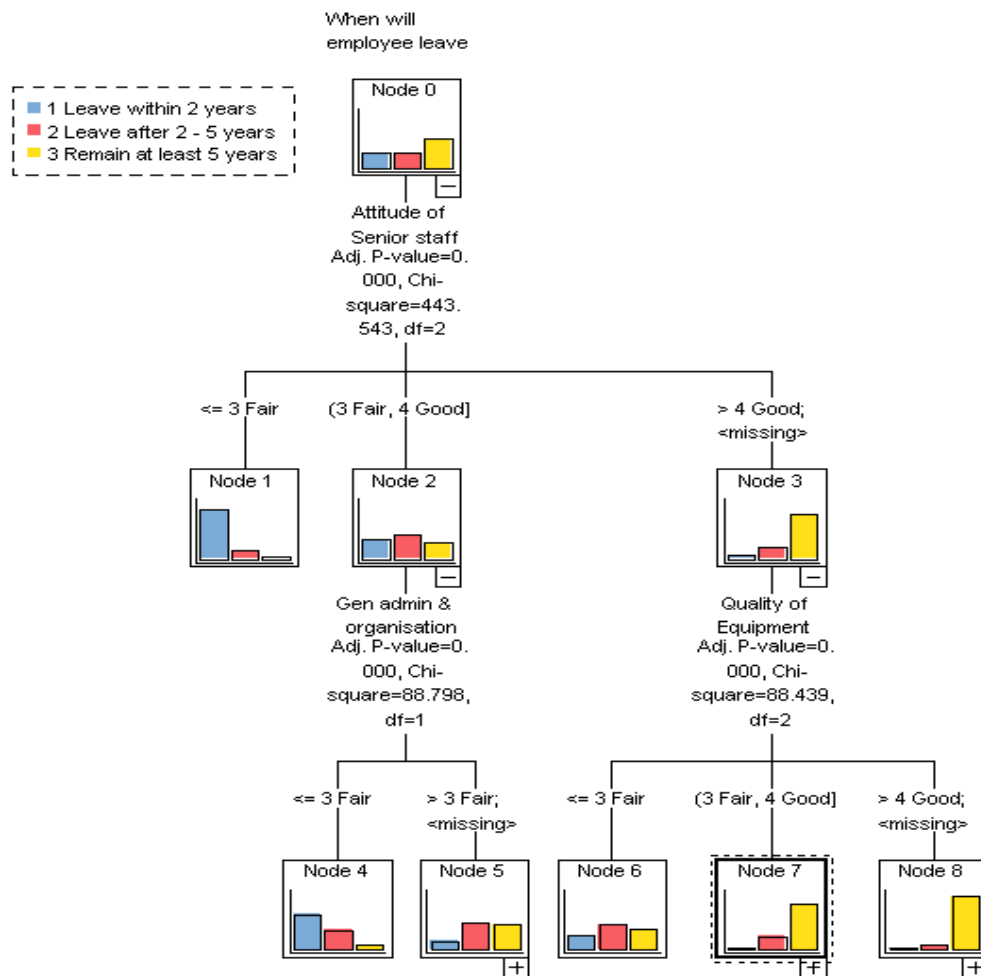 When will
employee leave
1 Leave within 2 years
2 Leave after 2 - 5 years
3 Remain at least 5 years
Node 0
Attitude of
Senior staff
Adj. P-value=0.
000, Chi-
square=443.
543, df=2
<= 3 Fair
(3 Fair, 4 Good]
> 4 Good;
<missing>
Node 1
Node 2
Node 3
Gen admin &
organisation
Adj. P-value=0.
000, Chi-
square=88.798,
df=1
Quality of
Equipment
Adj. P-value=0.
000, Chi-
square=88.439,
df=2
<= 3 Fair
> 3 Fair;
<missing>
<= 3 Fair
(3 Fair, 4 Good]
> 4 Good;
<missing>
Node 4
Node 5
Node 6
Node 7
Node 8